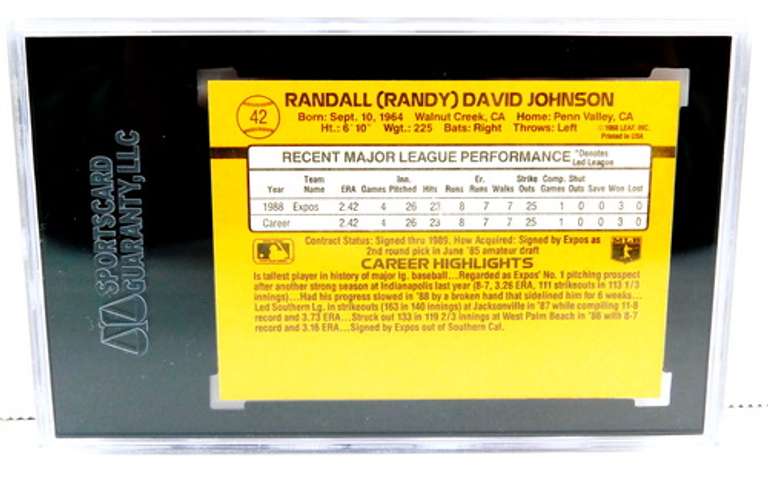 SPORTSCARD
GUARANTY, LLC
42
RANDALL (RANDY) DAVID JOHNSON
Born: Sept. 10, 1964 Walnut Creek, CA Home: Penn Valley, CA
Ht.: 6'10" Wgt.: 225 Bats: Right Throws: Left
©1988 LEAF, INC.
Printed in USA
RECENT MAJOR LEAGUE PERFORMANCE *Denotes Led League
Year Team Name ERA Games Inn. Pitched Hits Runs Er. Runs Walks Strike Outs Comp. Games Shut Outs Save Won Lost
1988 Expos 2.42 4 26 23 8 7 7 25 1 0 0 3 0
Career 2.42 4 26 23 8 7 7 25 1 0 0 3 0
Contract Status: Signed thru 1989, How Acquired: Signed by Expos as
2nd round pick in June '85 amateur draft
CAREER HIGHLIGHTS
Is tallest player in history of major lg. baseball...Regarded as Expos' No. 1 pitching prospect
after another strong season at Indianapolis last year (8-7, 3.26 ERA, 111 strikeouts in 113 1/3
innings)...Had his progress slowed in '88 by a broken hand that sidelined him for 6 weeks...
Led Southern Lg. in strikeouts (163 in 140 innings) at Jacksonville in '87 while compiling 11-8
record and 3.73 ERA...Struck out 133 in 119 2/3 innings at West Palm Beach in '86 with 8-7
record and 3.16 ERA...Signed by Expos out of Southern Cal.